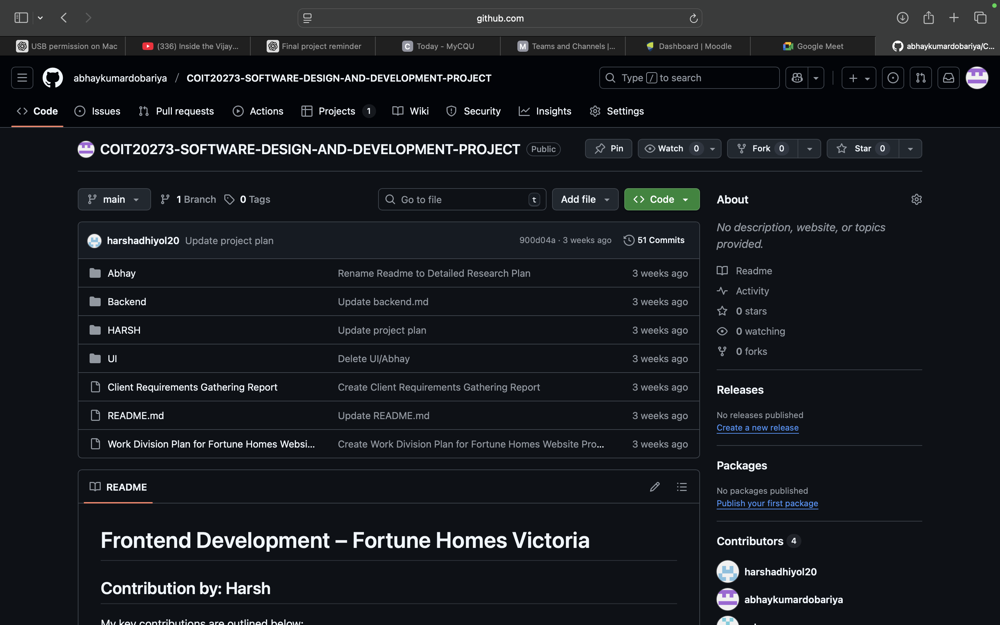 github.com
USB permission on Mac
(336) Inside the Vijay...
Final project reminder
C Today - MyCQU
M Teams and Channels |...
Dashboard | Moodle
Google Meet
abhaykumardobariya/C...
abhaykumardobariya / COIT20273-SOFTWARE-DESIGN-AND-DEVELOPMENT-PROJECT
Type / to search
Code
Issues
Pull requests
Actions
Projects 1
Wiki
Security
Insights
Settings
COIT20273-SOFTWARE-DESIGN-AND-DEVELOPMENT-PROJECT Public
Pin
Watch 0
Fork 0
Star 0
main
1 Branch
0 Tags
Go to file t
Add file
Code
harshadhiyol20 Update project plan 900d04a · 3 weeks ago 51 Commits
Abhay Rename Readme to Detailed Research Plan 3 weeks ago
Backend Update backend.md 3 weeks ago
HARSH Update project plan 3 weeks ago
UI Delete UI/Abhay 3 weeks ago
Client Requirements Gathering Report Create Client Requirements Gathering Report 3 weeks ago
README.md Update README.md 3 weeks ago
Work Division Plan for Fortune Homes Websi... Create Work Division Plan for Fortune Homes Website Pro... 3 weeks ago
README
Frontend Development – Fortune Homes Victoria
Contribution by: Harsh
My key contributions are outlined below:
About
No description, website, or topics
provided.
Readme
Activity
0 stars
0 watching
0 forks
Releases
No releases published
Create a new release
Packages
No packages published
Publish your first package
Contributors 4
harshadhiyol20
abhaykumardobariya